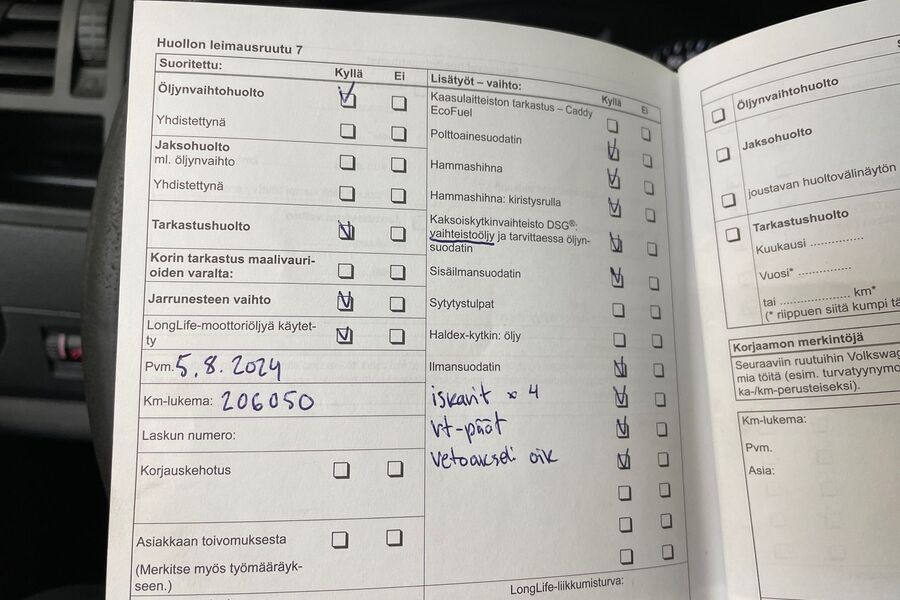 Huollon leimausruutu 7
Suoritettu:
Kyllä Ei
Öljynvaihtohuolto
Yhdistettynä
Jaksohuolto
ml. öljynvaihto
Yhdistettynä
Tarkastushuolto
Korin tarkastus maalivauri-
oiden varalta:
Jarrunesteen vaihto
LongLife-moottoriöljyä käytet-
ty
Pvm. 5.8.2024
Km-lukema: 206050
Laskun numero:
Korjauskehotus
Asiakkaan toivomuksesta
(Merkitse myös työmääräyk-
seen.)
Lisätyöt – vaihto:
Kyllä Ei
Kaasulaitteiston tarkastus – Caddy
EcoFuel
Polttoainesuodatin
Hammashihna
Hammashihna: kiristysrulla
Kaksoiskytkinvaihteisto DSG®:
vaihteistoöljy ja tarvittaessa öljyn-
suodatin
Sisäilmansuodatin
Sytytystulpat
Haldex-kytkin: öljy
Ilmansuodatin
iskarit x 4
vt-päät
vetoakseli oik
LongLife-liikkumisturva:
Öljynvaihtohuolto
Jaksohuolto
joustavan huoltovälinäytön
Tarkastushuolto
Kuukausi ..............
Vuosi* ..............
tai .................. km*
(* riippuen siitä kumpi tä
Korjaamon merkintöjä
Seuraaviin ruutuihin Volkswage
mia töitä (esim. turvatyynymo
ka-/km-perusteiseksi).
Km-lukema:
Pvm.
Asia: